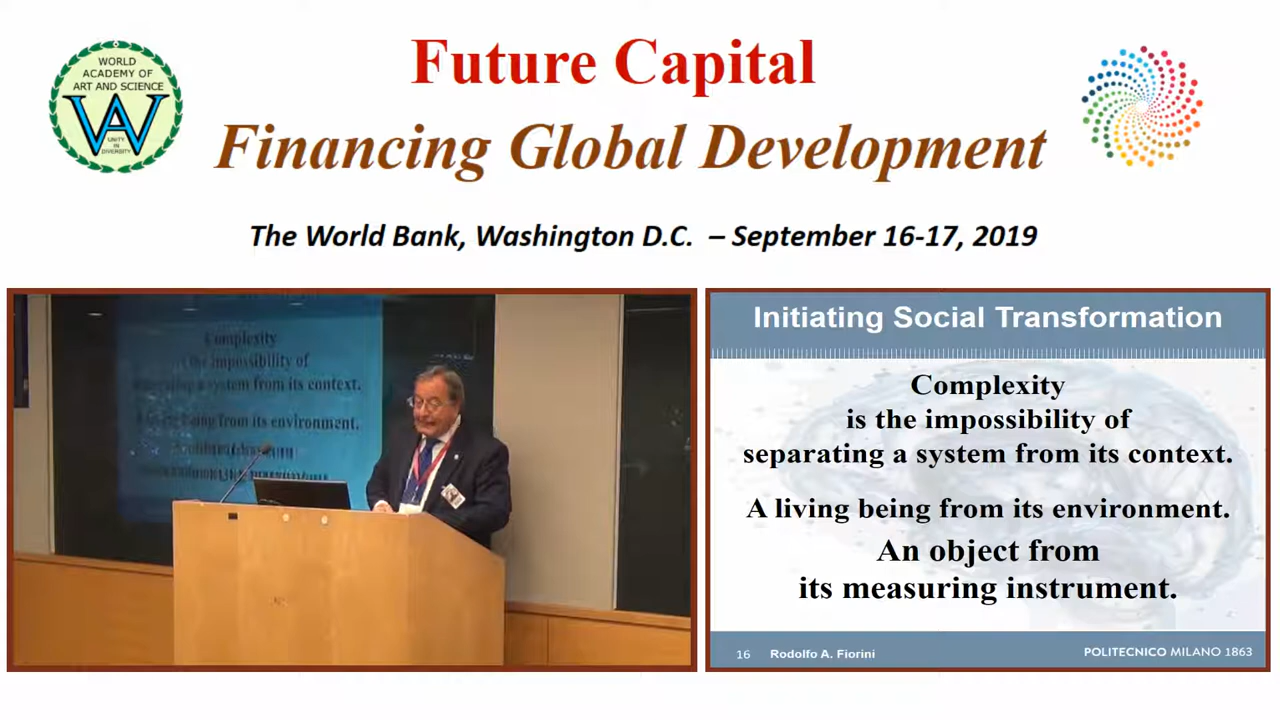 WORLD
ACADEMY OF
ART AND SCIENCE
UNITY
IN
DIVERSITY
Future Capital
Financing Global Development
The World Bank, Washington D.C. – September 16-17, 2019
Complexity
is the impossibility of
separating a system from its context.
A living being from its environment.
Initiating Social Transformation
Complexity
is the impossibility of
separating a system from its context.
A living being from its environment.
An object from
its measuring instrument.
16 Rodolfo A. Fiorini
POLITECNICO MILANO 1863